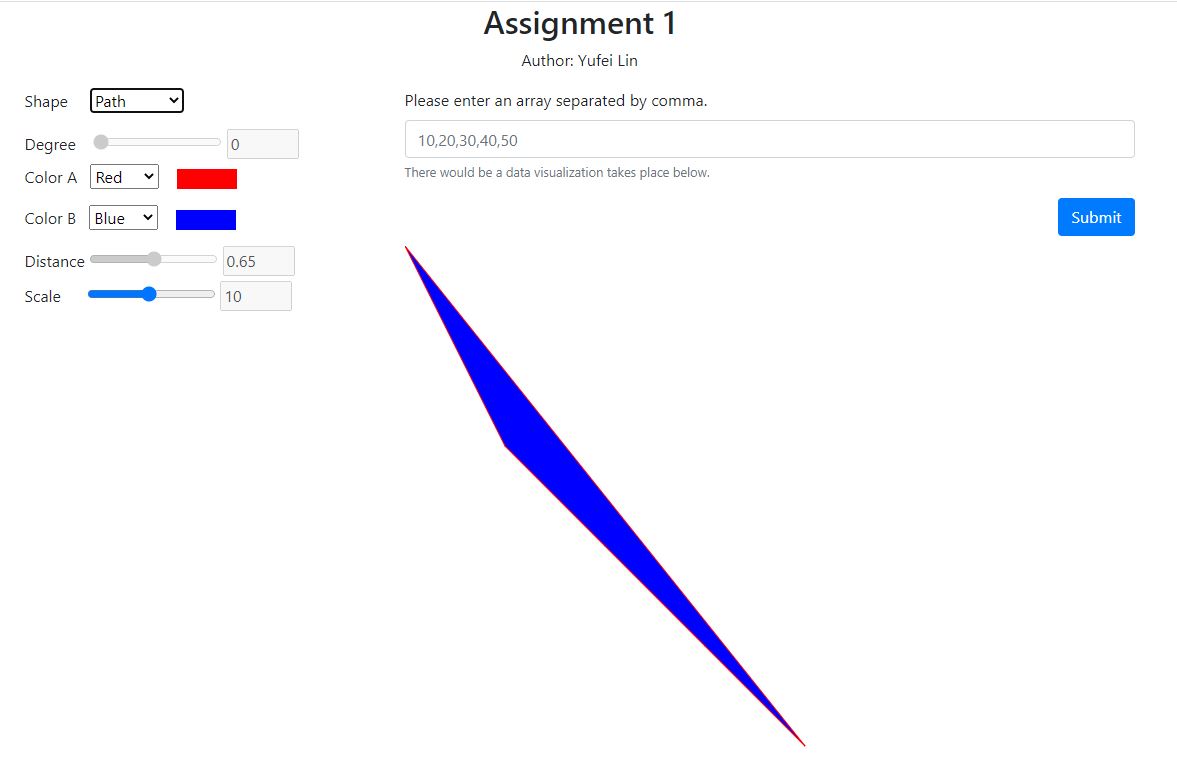 Assignment 1
Author: Yufei Lin
Shape Path
Degree 0
Color A Red
Color B Blue
Distance 0.65
Scale 10
Please enter an array separated by comma.
10,20,30,40,50
There would be a data visualization takes place below.
Submit